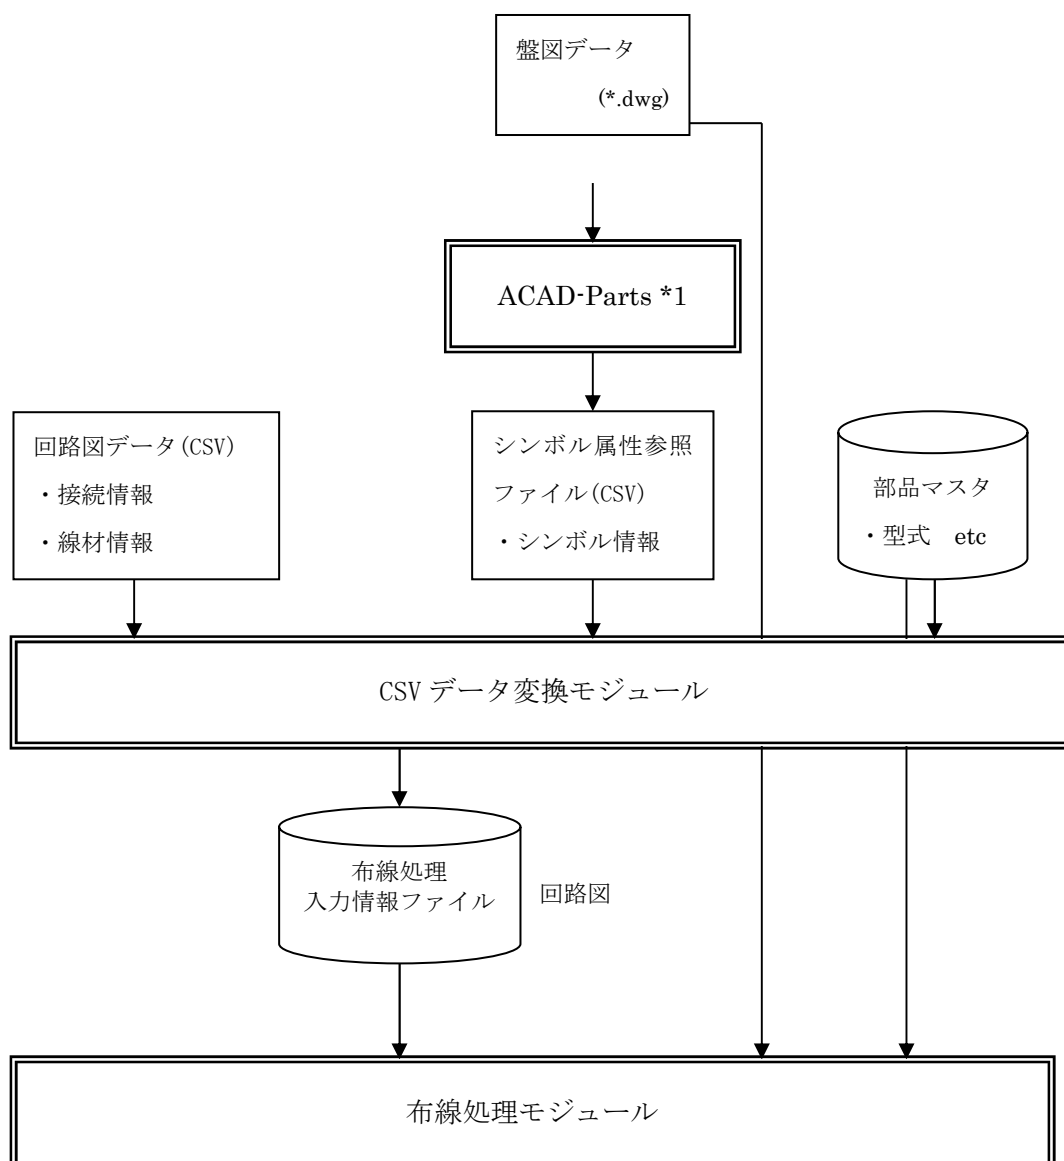 盤図データ
(*.dwg)
ACAD-Parts *1
回路図データ(CSV)
・接続情報
・線材情報
シンボル属性参照
ファイル(CSV)
・シンボル情報
部品マスタ
・型式　etc
CSVデータ変換モジュール
布線処理
入力情報ファイル
回路図
布線処理モジュール